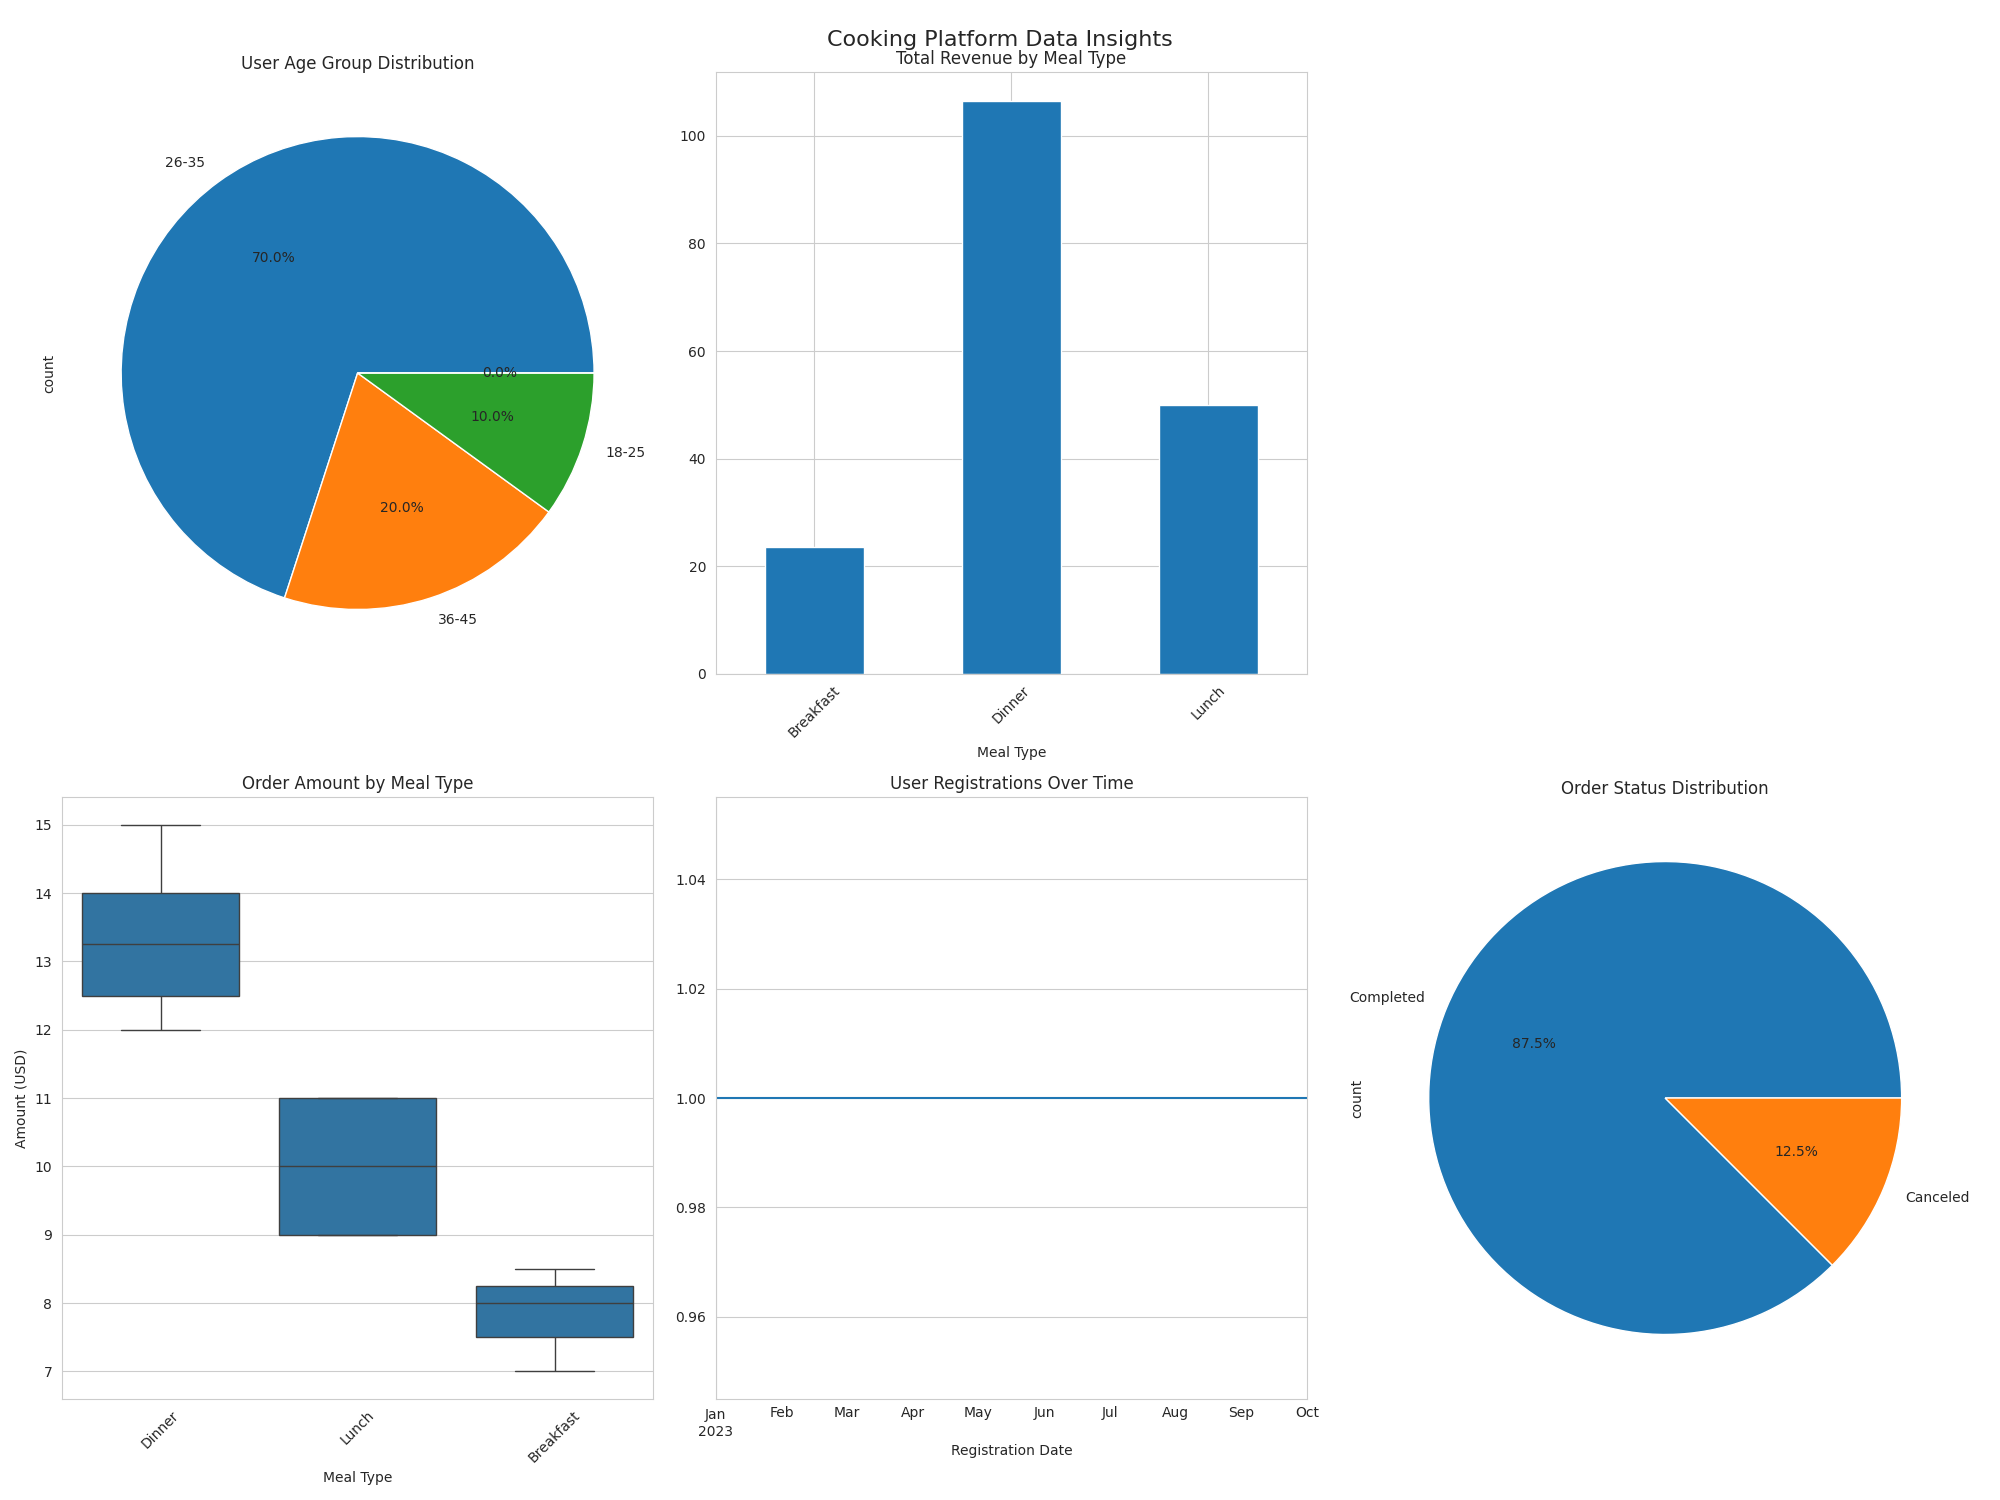 Cooking Platform Data Insights
User Age Group Distribution
26-35
70.0%
0.0%
10.0%
18-25
20.0%
36-45
count
Total Revenue by Meal Type
100
80
60
40
20
0
Breakfast
Dinner
Lunch
Meal Type
Order Amount by Meal Type
15
14
13
12
11
10
9
8
7
Amount (USD)
Dinner
Lunch
Breakfast
Meal Type
User Registrations Over Time
1.04
1.02
1.00
0.98
0.96
Jan Feb Mar Apr May Jun Jul Aug Sep Oct
2023
Registration Date
Order Status Distribution
Completed
87.5%
count
12.5%
Canceled